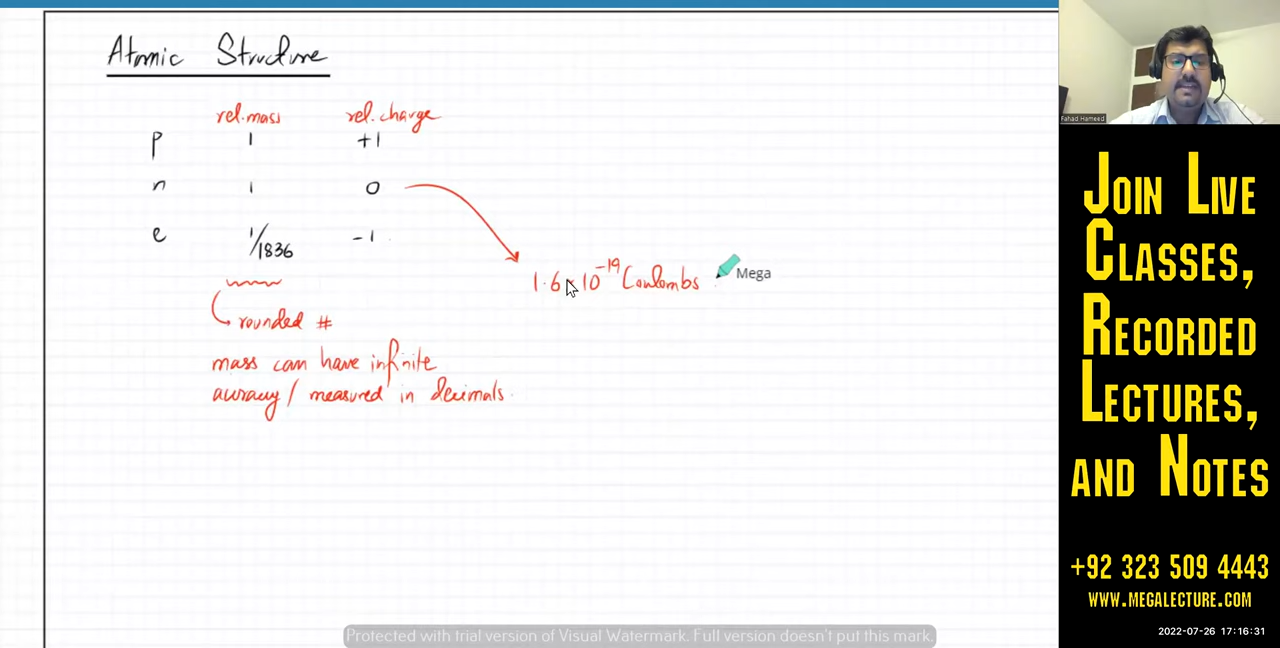 Atomic Structure
rel. mass rel. charge
p 1 +1
n 1 0
e 1/1836 -1
1.6 × 10⁻¹⁹ Coulombs
Mega
rounded #
mass can have infinite
auracy / measured in decimals.
Fahad Hameed
JOIN LIVE
CLASSES,
RECORDED
LECTURES,
AND NOTES
+92 323 509 4443
WWW.MEGALECTURE.COM
2022-07-26 17:16:31
Protected with trial version of Visual Watermark. Full version doesn't put this mark.